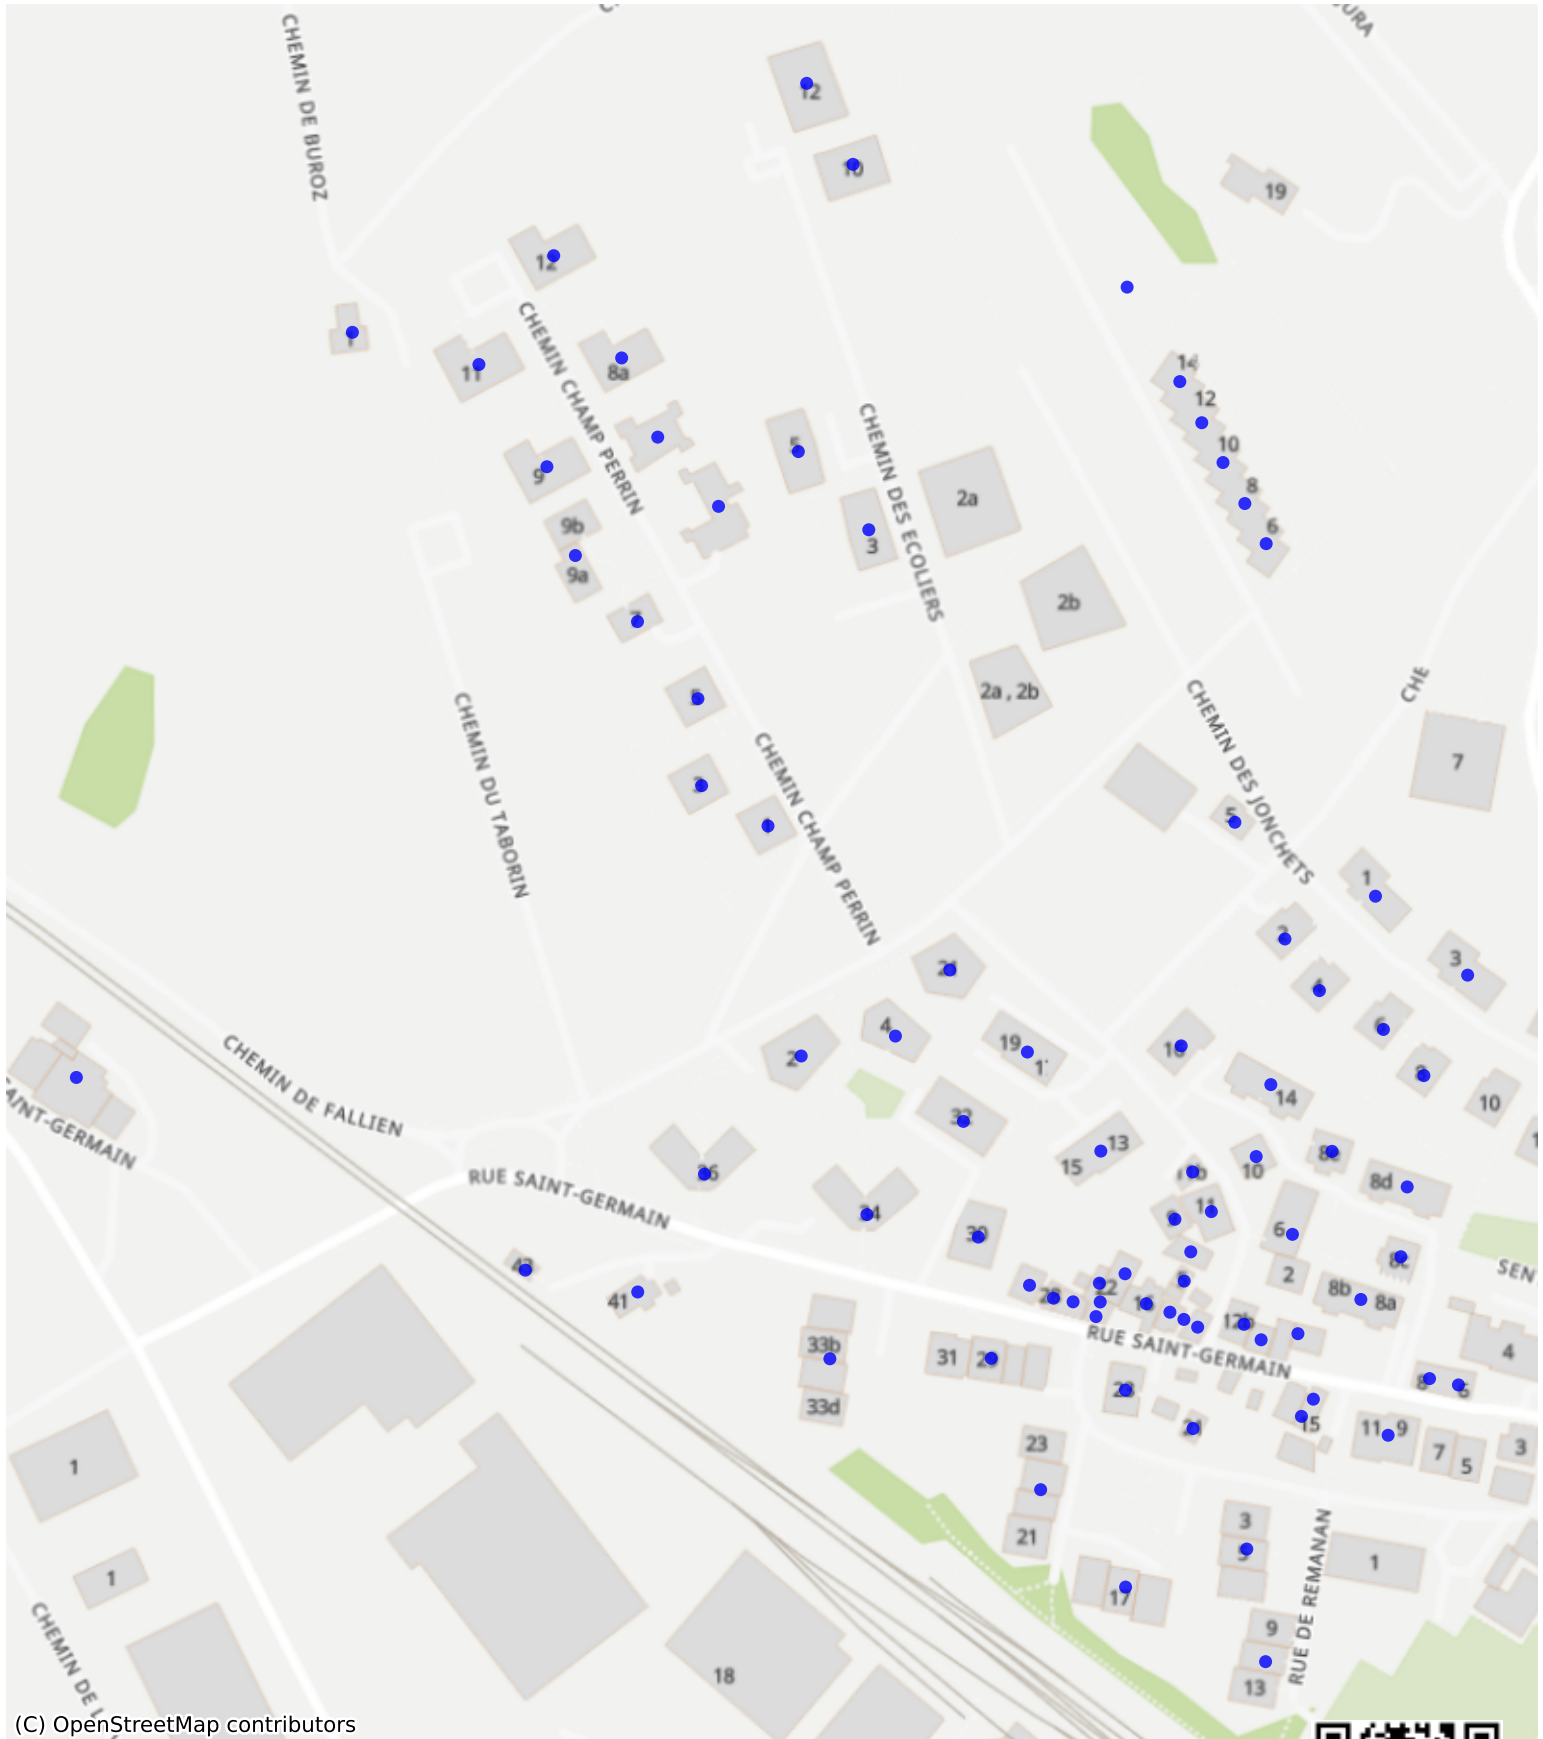 CHEMIN DE BUROZ
12
10
19
12
CHEMIN CHAMP PERRIN
11
8a
14
12
10
8
6
9
9b
9a
CHEMIN DES ECOLIERS
3
2a
2b
2a , 2b
CHE
7
CHEMIN DU TABORIN
CHEMIN CHAMP PERRIN
CHEMIN DES JONCHETS
1
3
4
19
14
10
SAINT-GERMAIN
CHEMIN DE FALLIEN
RUE SAINT-GERMAIN
15
13
10
11
8d
6
2
8b
8a
SEN
41
33b
33d
31
RUE SAINT-GERMAIN
4
15
11
9
7
5
3
23
21
3
1
17
9
13
RUE DE REMANAN
1
1
18
(C) OpenStreetMap contributors